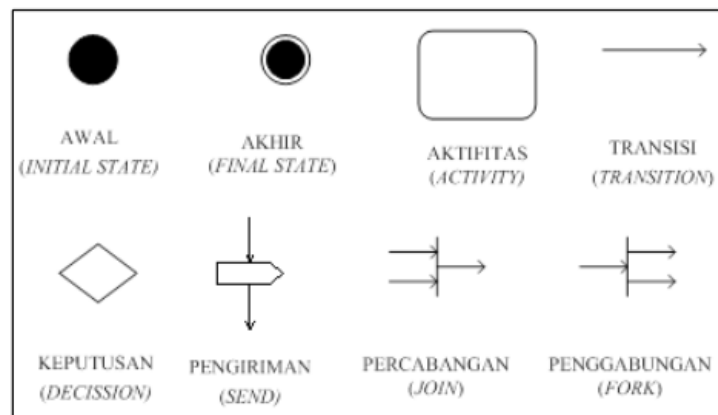 AWAL
(INITIAL STATE)
AKHIR
(FINAL STATE)
AKTIFITAS
(ACTIVITY)
TRANSISI
(TRANSITION)
KEPUTUSAN
(DECISSION)
PENGIRIMAN
(SEND)
PERCABANGAN
(JOIN)
PENGGABUNGAN
(FORK)